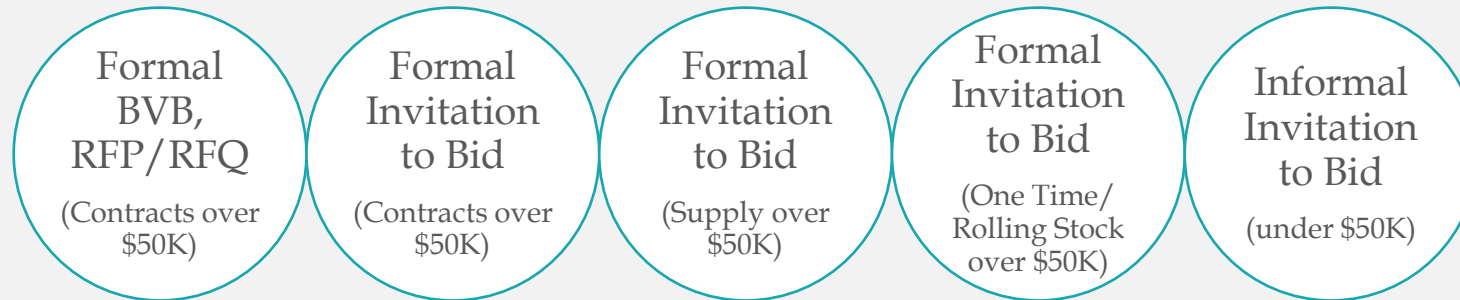 Formal
BVB,
RFP/RFQ
(Contracts over
$50K)
Formal
Invitation
to Bid
(Contracts over
$50K)
Formal
Invitation
to Bid
(Supply over
$50K)
Formal
Invitation
to Bid
(One Time/
Rolling Stock
over $50K)
Informal
Invitation
to Bid
(under $50K)